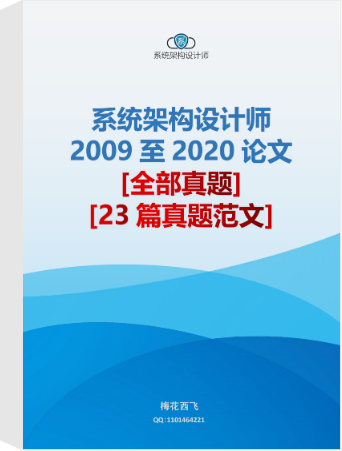 系统架构设计师
系统架构设计师
2009 至 2020 论文
[全部真题]
[23 篇真题范文]
梅花西飞
QQ:1101464221